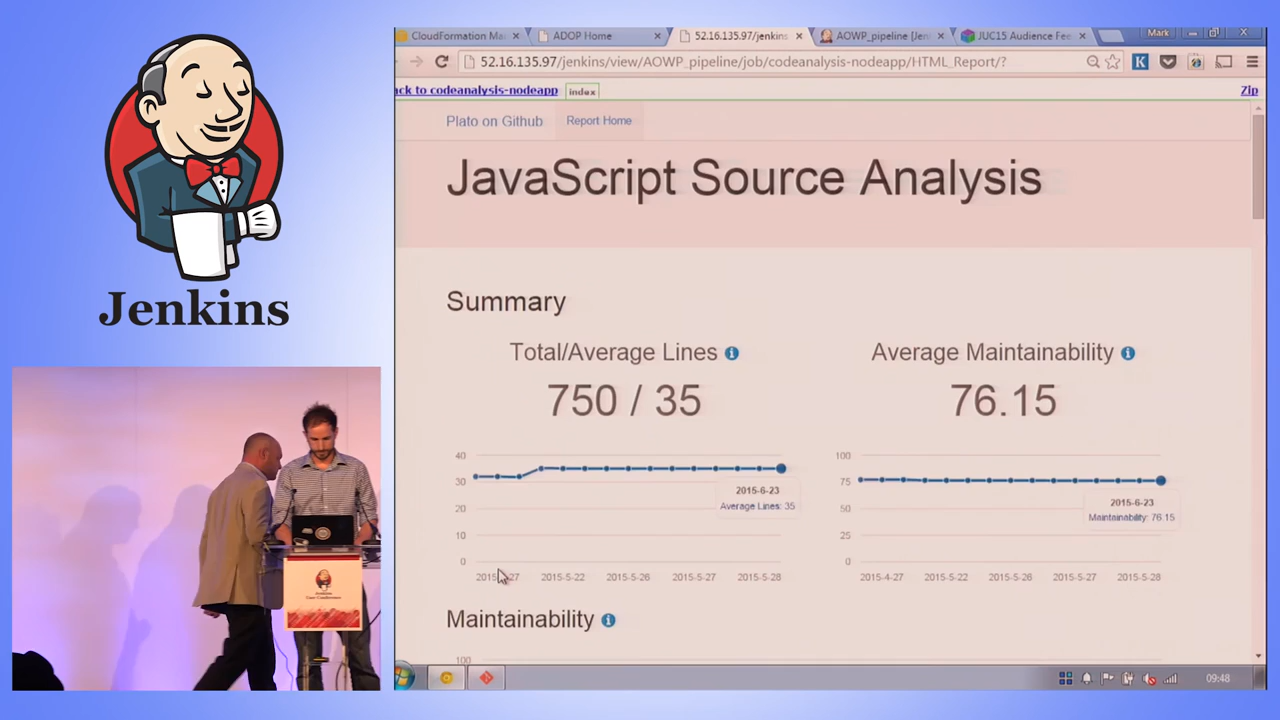 Jenkins
CloudFormation Ma
ADOP Home
52.16.135.97/jenkins
AOWP_pipeline [Jen
JUC15 Audience Fee
Mark
52.16.135.97/jenkins/view/AOWP_pipeline/job/codeanalysis-nodeapp/HTML_Report/?
ack to codeanalysis-nodeapp
index
Zip
Plato on Github
Report Home
JavaScript Source Analysis
Summary
Total/Average Lines
750 / 35
40
30
20
10
0
2015-6-23
Average Lines: 35
2015-5-22
2015-5-26
2015-5-27
2015-5-28
Average Maintainability
76.15
100
75
50
25
0
2015-6-23
Maintainability: 76.15
2015-4-27
2015-5-22
2015-5-26
2015-5-27
2015-5-28
Maintainability
100
09:48
Jenkins
User Conference